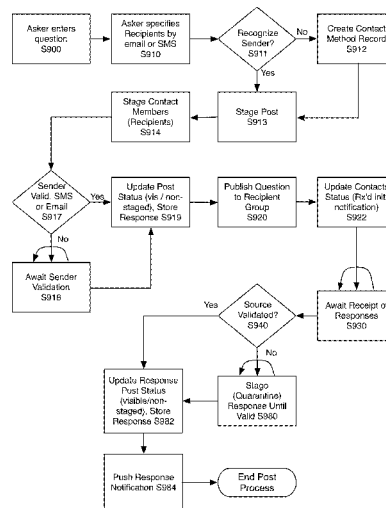 Asker enters
question
S900
Asker specifies
Recipients by
email or SMS
S910
Recognize
Sender?
S911
No
Create Contact
Method Record
S912
Yes
Stage Contact
Members
(Recipients)
S914
Stage Post
S913
Sender
Valid. SMS
or Email
S917
Yes
Update Post
Status (vis / non-
staged), Store
Response S919
Publish Question
to Recipient
Group
S920
Update Contacts
Status (Rx'd init
notification)
S922
No
Await Sender
Validation
S918
Yes
Source
Validated?
S940
Await Receipt of
Responses
S930
No
Update Response
Post Status
(visible/non-
staged), Store
Response S982
Stage
(Quarantine)
Response Until
Valid S980
Push Response
Notification S984
End Post
Process